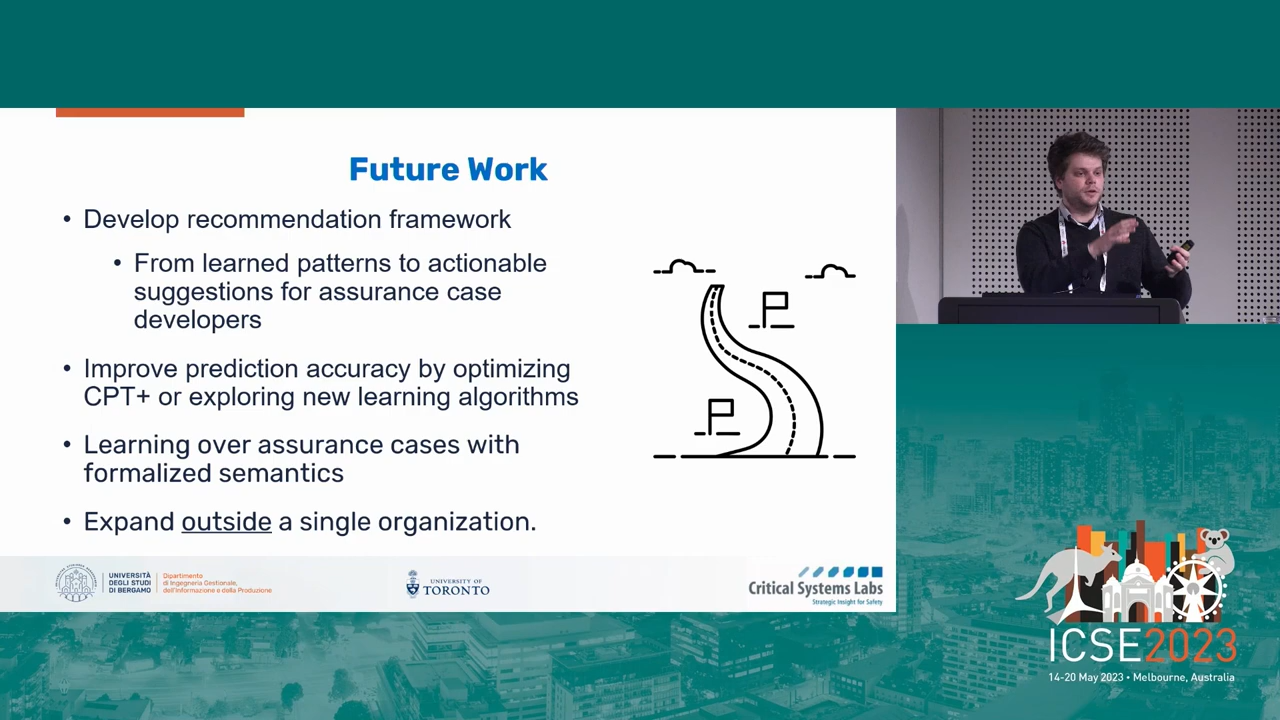 Future Work
• Develop recommendation framework
• From learned patterns to actionable
suggestions for assurance case
developers
• Improve prediction accuracy by optimizing
CPT+ or exploring new learning algorithms
• Learning over assurance cases with
formalized semantics
• Expand outside a single organization.
UNIVERSITÀ
DEGLI STUDI
DI BERGAMO
Dipartimento
di Ingegneria Gestionale,
dell'Informazione e della Produzione
UNIVERSITY OF
TORONTO
Critical Systems Labs
Strategic Insight for Safety
ICSE2023
14-20 May 2023 • Melbourne, Australia